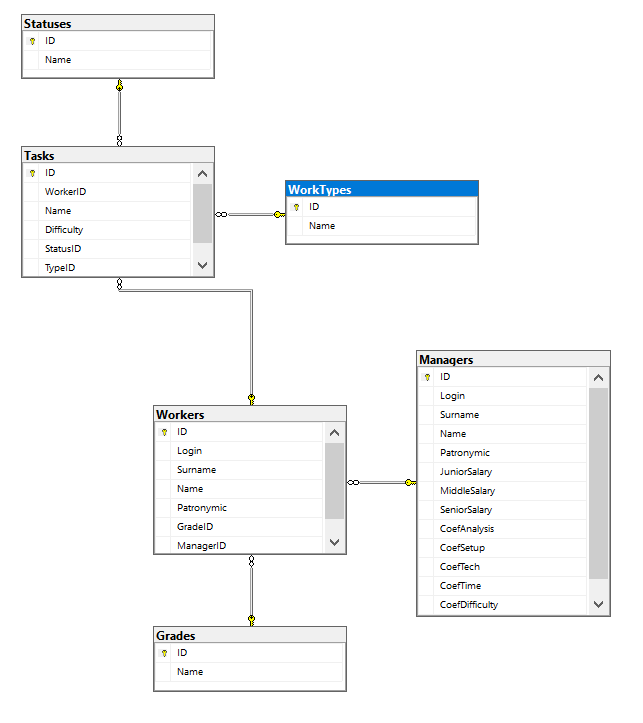 Statuses
ID
Name
Tasks
ID
WorkerID
Name
Difficulty
StatusID
TypeID
WorkTypes
ID
Name
Managers
ID
Login
Surname
Name
Patronymic
JuniorSalary
MiddleSalary
SeniorSalary
CoefAnalysis
CoefSetup
CoefTech
CoefTime
CoefDifficulty
Workers
ID
Login
Surname
Name
Patronymic
GradeID
ManagerID
Grades
ID
Name